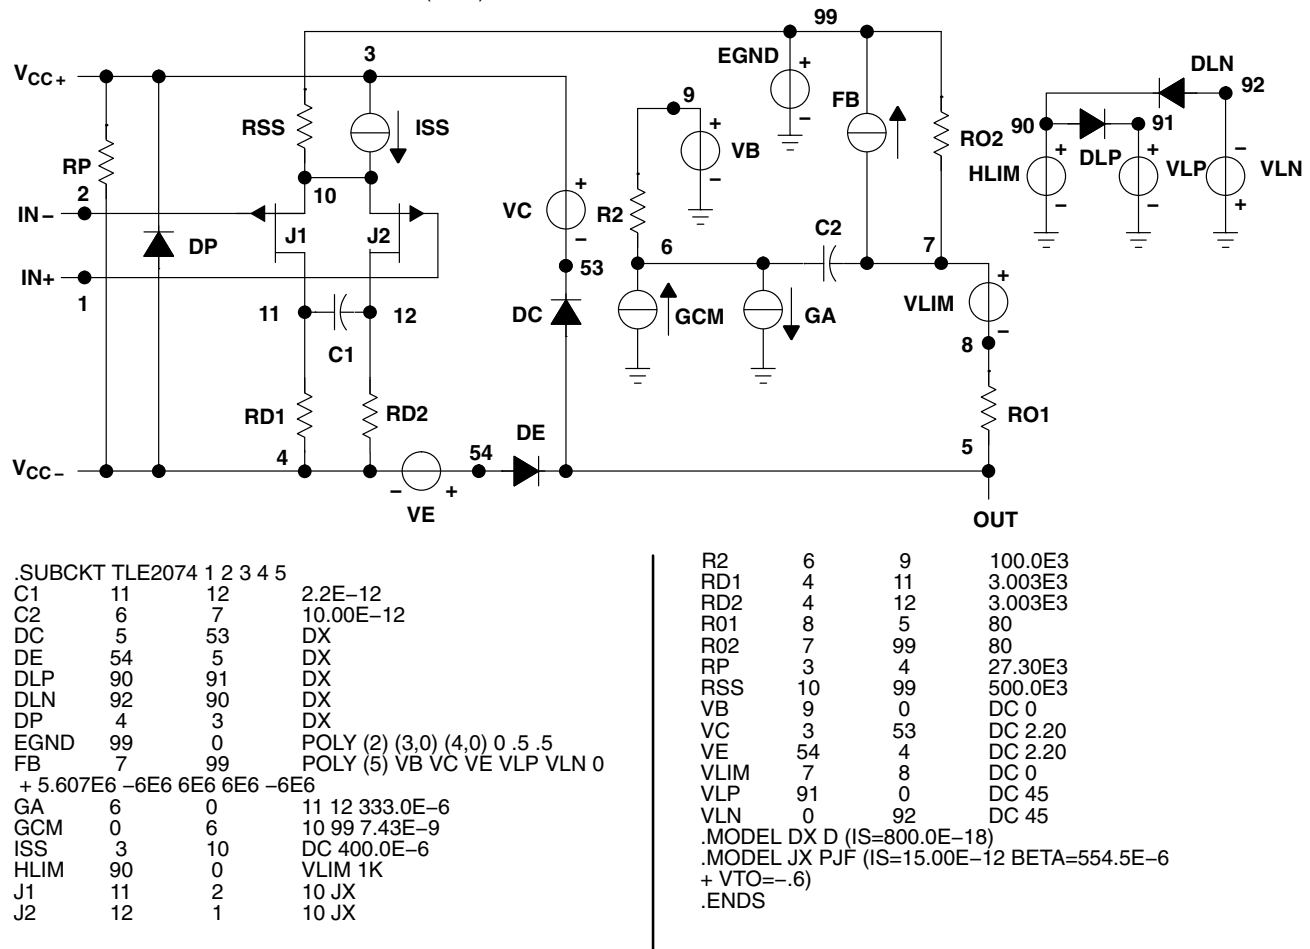 99
3
EGND
+
−
DLN
92
VCC+
9
FB
RSS
ISS
+
−
VB
RO2
90
91
DLP
+
−
HLIM
+
−
VLP
−
+
VLN
RP
2
10
IN−
+
−
VC
R2
C2
J1
J2
DP
6
7
IN+
1
53
+
−
VLIM
11
12
DC
GCM
GA
8
C1
RD1
RD2
RO1
DE
54
5
4
VCC−
−
+
VE
OUT
.SUBCKT TLE2074 1 2 3 4 5
C1 11 12 2.2E−12
C2 6 7 10.00E−12
DC 5 53 DX
DE 54 5 DX
DLP 90 91 DX
DLN 92 90 DX
DP 4 3 DX
EGND 99 0 POLY (2) (3,0) (4,0) 0 .5 .5
FB 7 99 POLY (5) VB VC VE VLP VLN 0
+ 5.607E6 −6E6 6E6 6E6 −6E6
GA 6 0 11 12 333.0E−6
GCM 0 6 10 99 7.43E−9
ISS 3 10 DC 400.0E−6
HLIM 90 0 VLIM 1K
J1 11 2 10 JX
J2 12 1 10 JX
R2 6 9 100.0E3
RD1 4 11 3.003E3
RD2 4 12 3.003E3
R01 8 5 80
R02 7 99 80
RP 3 4 27.30E3
RSS 10 99 500.0E3
VB 9 0 DC 0
VC 3 53 DC 2.20
VE 54 4 DC 2.20
VLIM 7 8 DC 0
VLP 91 0 DC 45
VLN 0 92 DC 45
.MODEL DX D (IS=800.0E−18)
.MODEL JX PJF (IS=15.00E−12 BETA=554.5E−6
+ VTO=−.6)
.ENDS